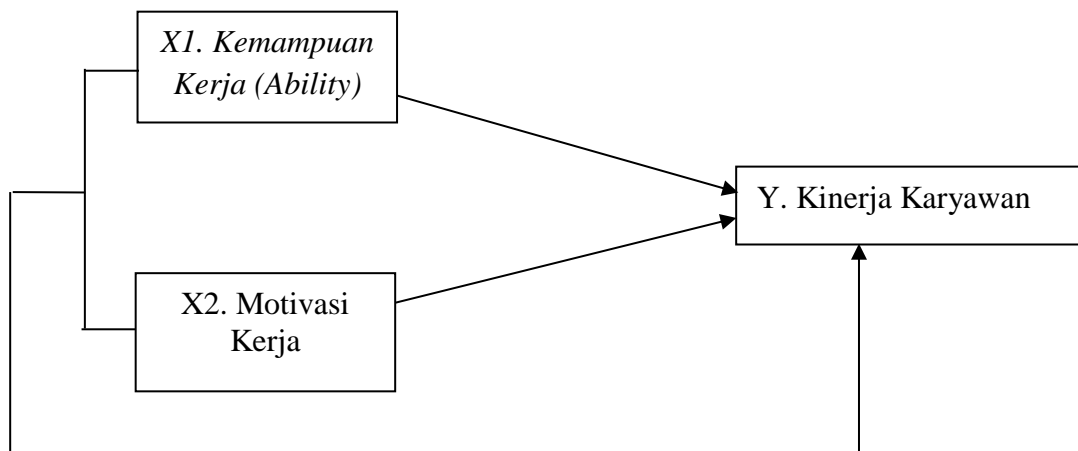 X1. Kemampuan
Kerja (Ability)
Y. Kinerja Karyawan
X2. Motivasi
Kerja